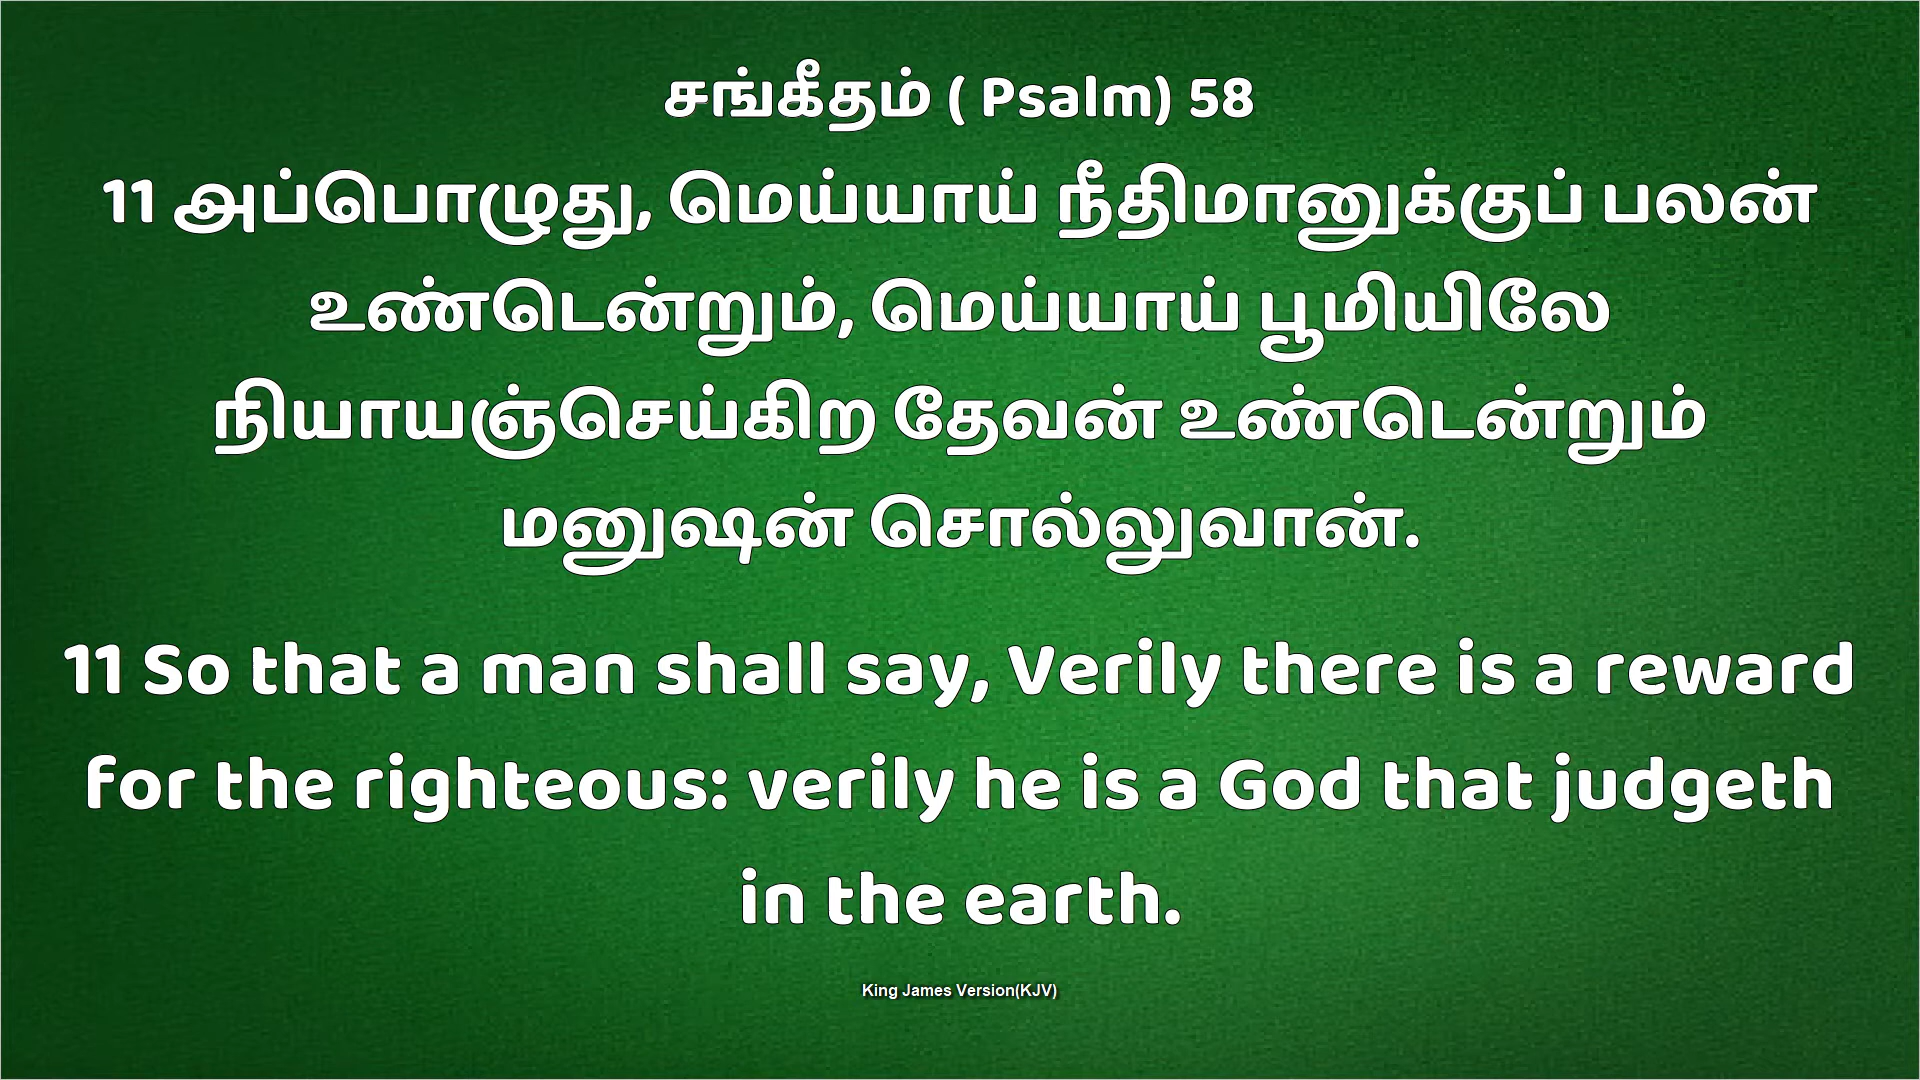 சங்கீதம் ( Psalm) 58
11 அப்பொழுது, மெய்யாய் நீதிமானுக்குப் பலன்
உண்டென்றும், மெய்யாய் பூமியிலே
நியாயஞ்செய்கிற தேவன் உண்டென்றும்
மனுஷன் சொல்லுவான்.
11 So that a man shall say, Verily there is a reward
for the righteous: verily he is a God that judgeth
in the earth.
King James Version(KJV)